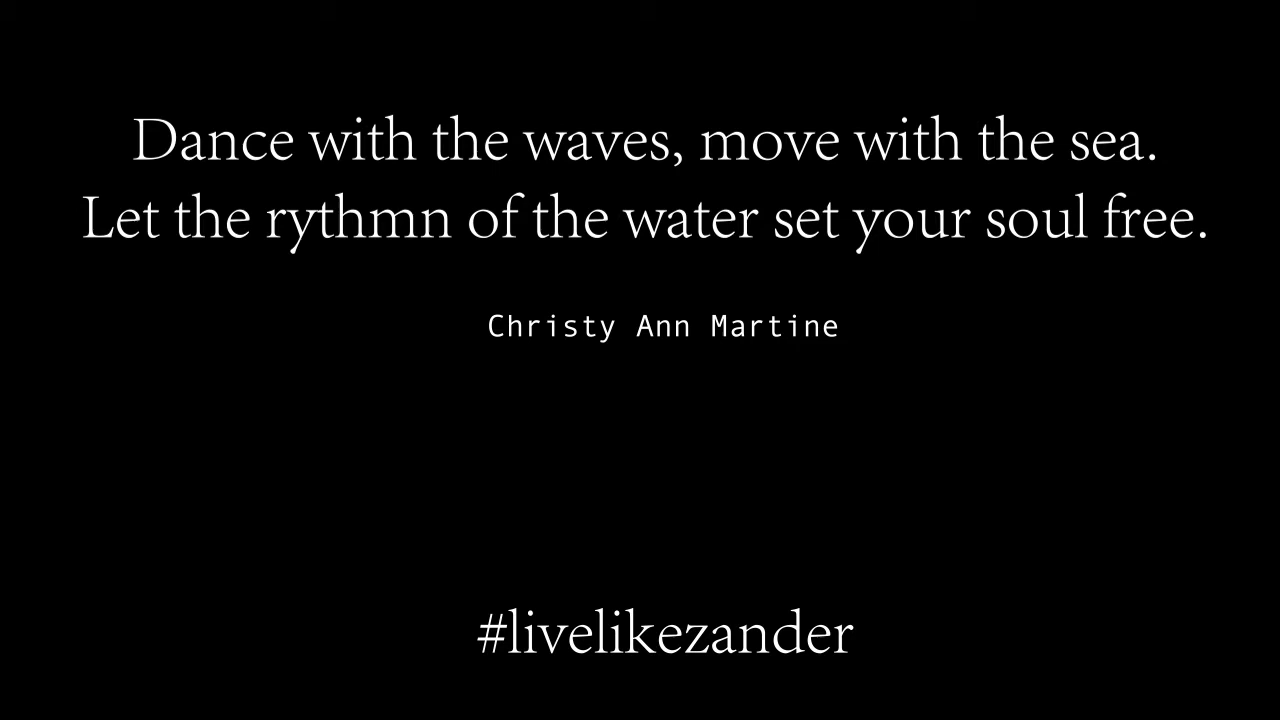 Dance with the waves, move with the sea.
Let the rythmn of the water set your soul free.
Christy Ann Martine
#livelikezander